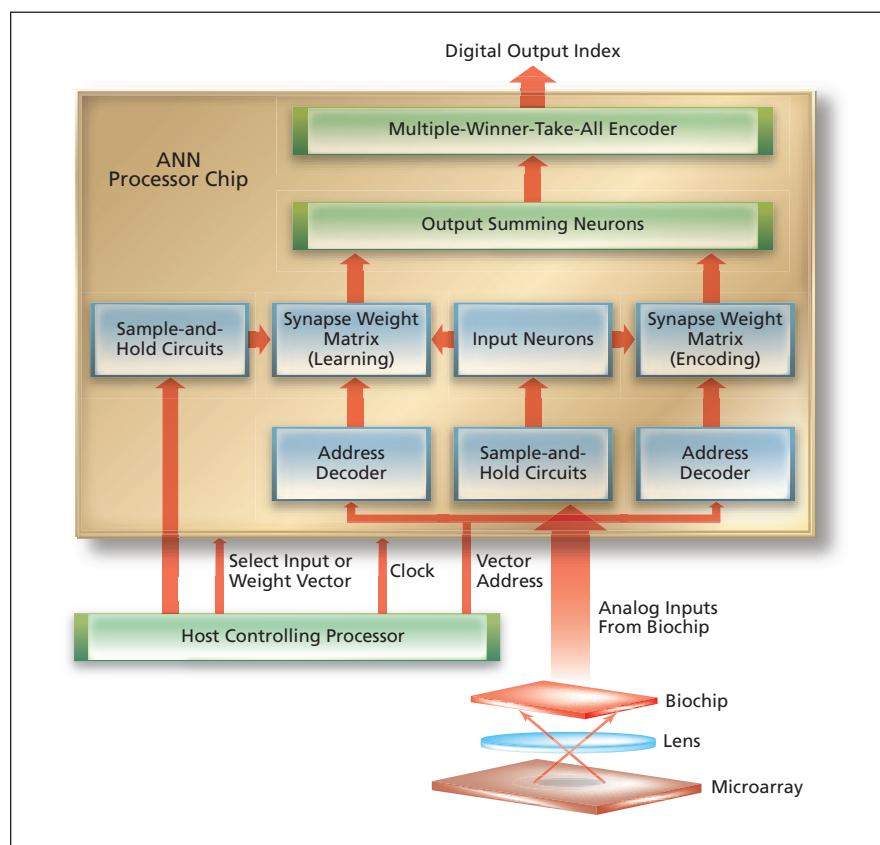 Digital Output Index
Multiple-Winner-Take-All Encoder
ANN
Processor Chip
Output Summing Neurons
Sample-and-
Hold Circuits
Synapse Weight
Matrix
(Learning)
Input Neurons
Synapse Weight
Matrix
(Encoding)
Address
Decoder
Sample-and-
Hold Circuits
Address
Decoder
Select Input or
Weight Vector
Clock
Vector
Address
Analog Inputs
From Biochip
Host Controlling Processor
Biochip
Lens
Microarray